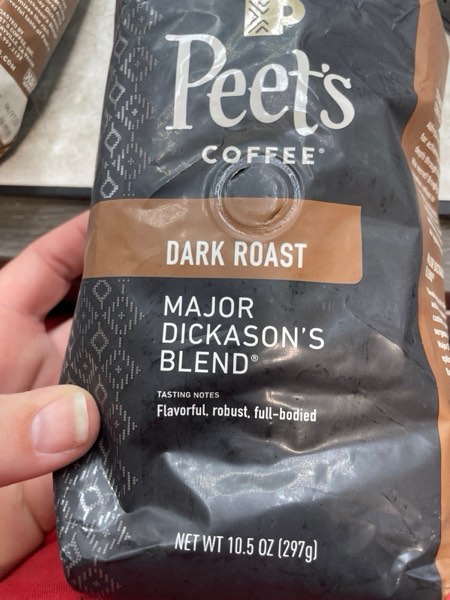 Peet's
COFFEE®
DARK ROAST
MAJOR
DICKASON'S
BLEND®
TASTING NOTES
Flavorful, robust, full-bodied
NET WT 10.5 OZ (297g)